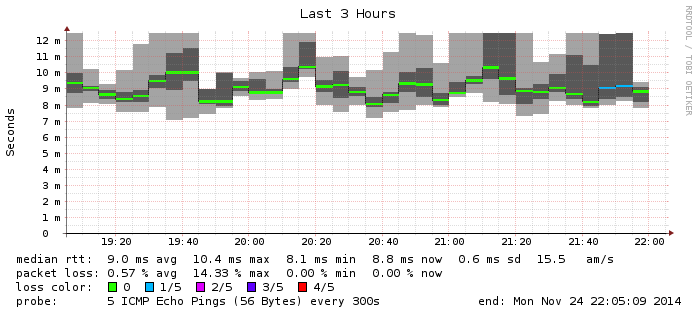 Last 3 Hours
RRDTOOL / TOBI OETIKER
Seconds
12 m
11 m
10 m
9 m
8 m
7 m
6 m
5 m
4 m
3 m
2 m
1 m
0
19:20 19:40 20:00 20:20 20:40 21:00 21:20 21:40 22:00
median rtt: 9.0 ms avg 10.4 ms max 8.1 ms min 8.8 ms now 0.6 ms sd 15.5 am/s
packet loss: 0.57 % avg 14.33 % max 0.00 % min 0.00 % now
loss color: 0 1/5 2/5 3/5 4/5
probe: 5 ICMP Echo Pings (56 Bytes) every 300s end: Mon Nov 24 22:05:09 2014